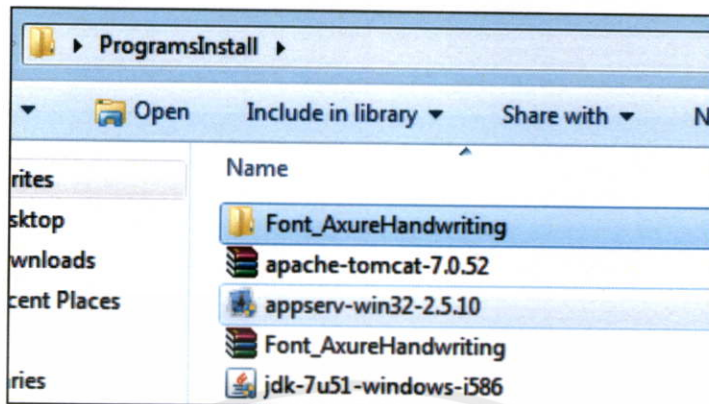 ProgramsInstall
Open Include in library Share with N
Name
rites
Font_AxureHandwriting
sktop
apache-tomcat-7.0.52
wnloads
appserv-win32-2.5.10
cent Places
Font_AxureHandwriting
jdk-7u51-windows-i586
ries